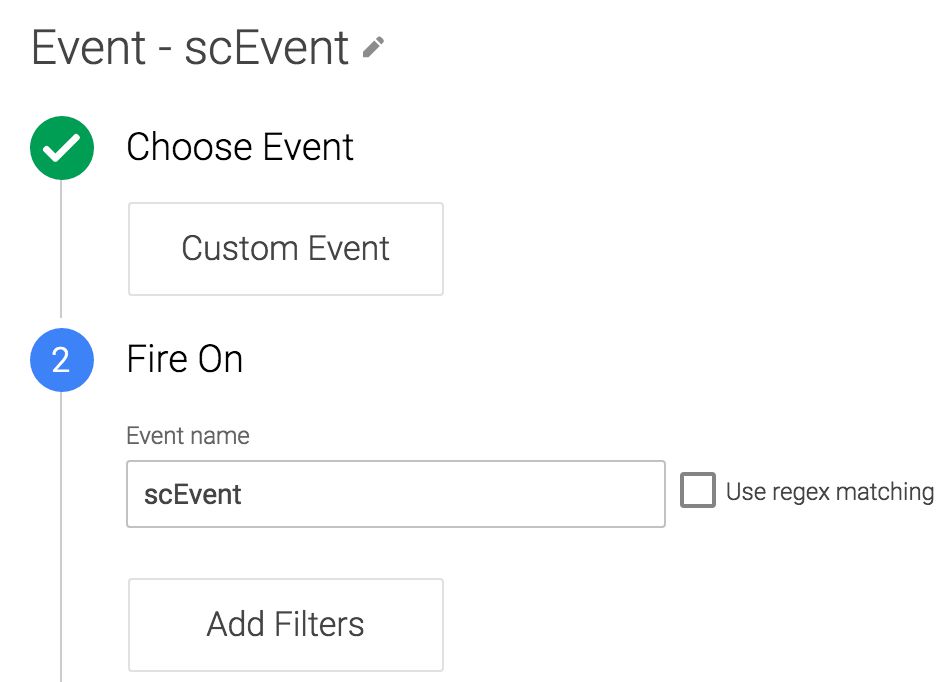 Event - scEvent
Choose Event
Custom Event
2
Fire On
Event name
scEvent
Use regex matching
Add Filters